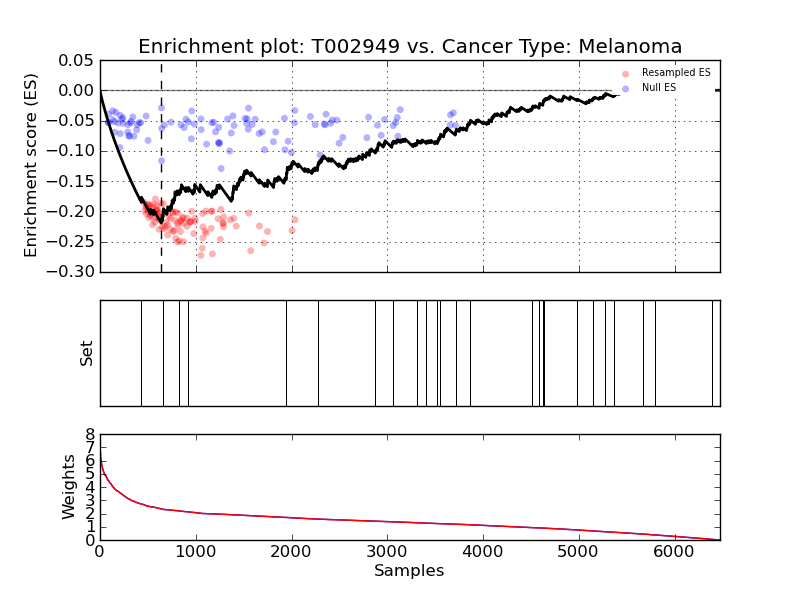 Enrichment plot: T002949 vs. Cancer Type: Melanoma
Enrichment score (ES)
0.05
0.00
−0.05
−0.10
−0.15
−0.20
−0.25
−0.30
Resampled ES
Null ES
Set
Weights
8
7
6
5
4
3
2
1
0
0 1000 2000 3000 4000 5000 6000
Samples